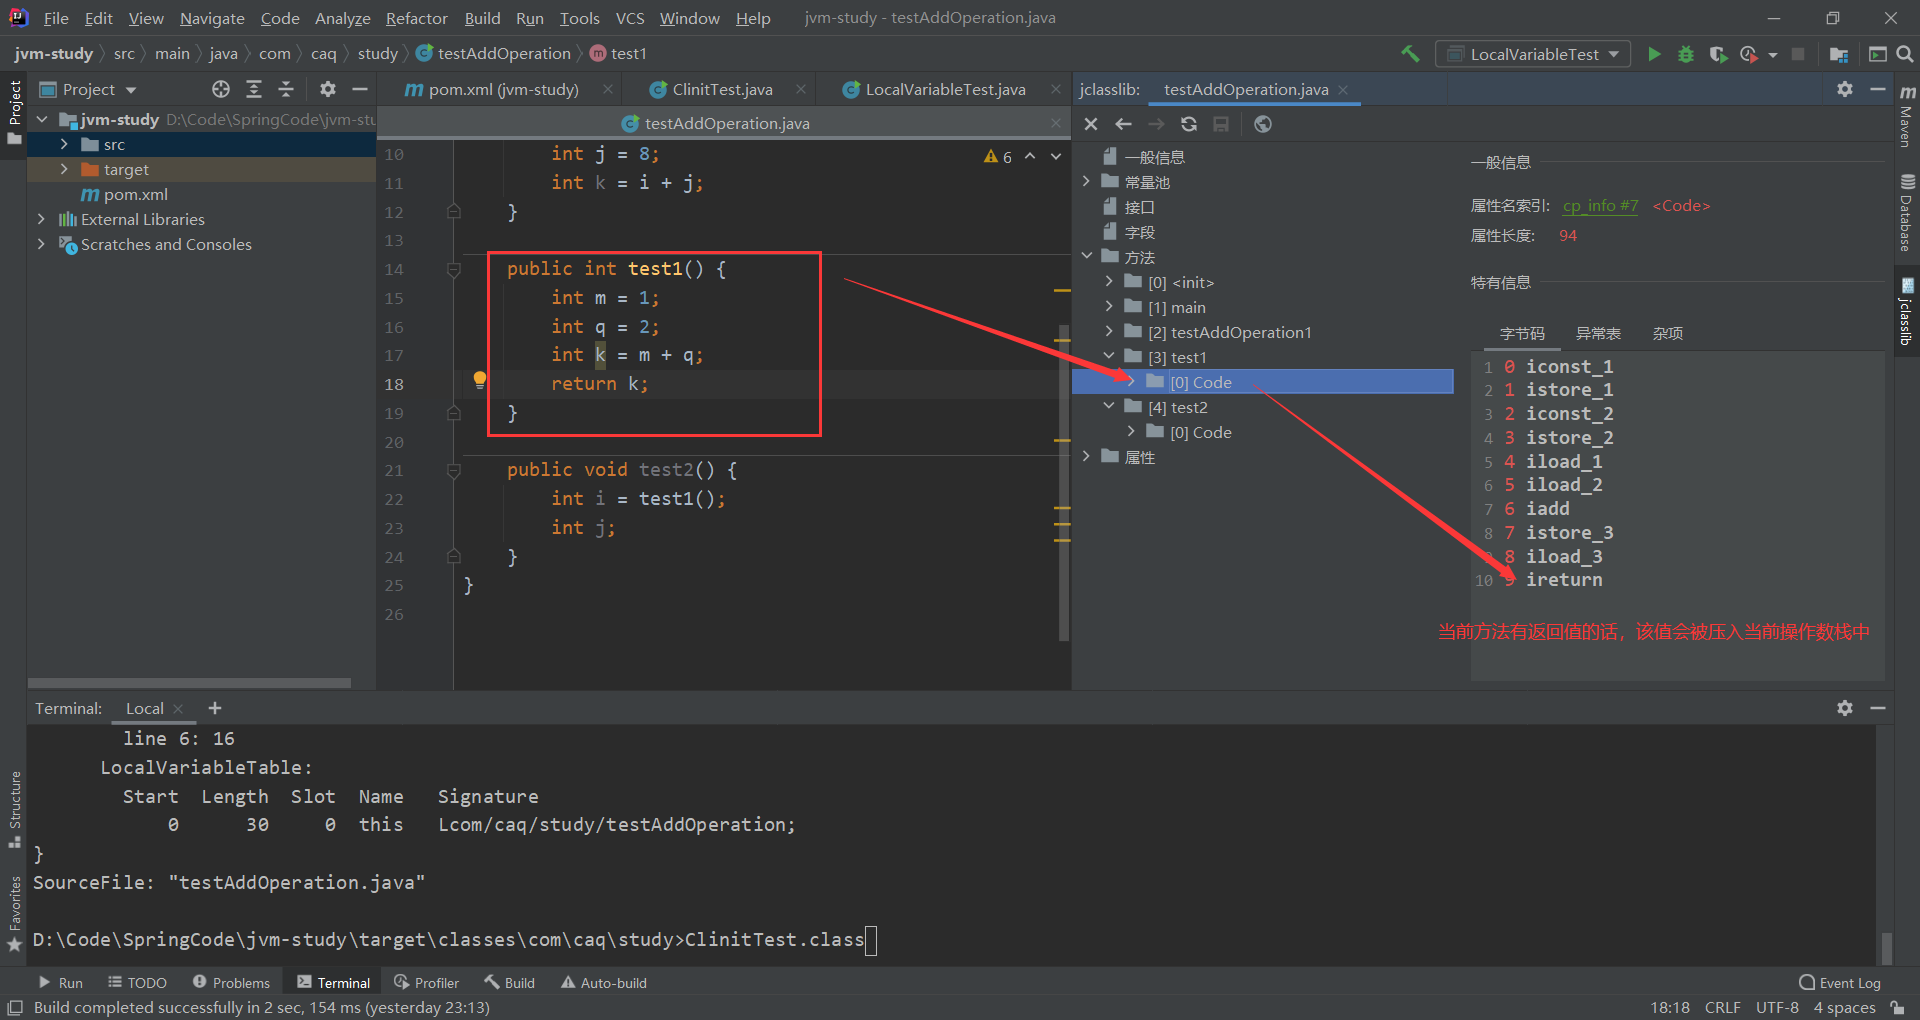 File Edit View Navigate Code Analyze Refactor Build Run Tools VCS Window Help jvm-study - testAddOperation.java
jvm-study src main java com caq study testAddOperation m test1 LocalVariableTest
Project
Project
jvm-study D:\Code\SpringCode\jvm-stu
src
target
m pom.xml
External Libraries
Scratches and Consoles
m pom.xml (jvm-study) ClinitTest.java LocalVariableTest.java
testAddOperation.java
6
10 int j = 8;
11 int k = i + j;
12 }
13
14 public int test1() {
15 int m = 1;
16 int q = 2;
17 int k = m + q;
18 return k;
19 }
20
21 public void test2() {
22 int i = test1();
23 int j;
24 }
25 }
26
jclasslib: testAddOperation.java
一般信息
常量池
接口
字段
方法
[0] <init>
[1] main
[2] testAddOperation1
[3] test1
[0] Code
[4] test2
[0] Code
属性
一般信息
属性名索引: cp_info #7 <Code>
属性长度: 94
特有信息
字节码 异常表 杂项
1 0 iconst_1
2 1 istore_1
3 2 iconst_2
4 3 istore_2
5 4 iload_1
6 5 iload_2
7 6 iadd
8 7 istore_3
9 8 iload_3
10 9 ireturn
当前方法有返回值的话，该值会被压入当前操作数栈中
m Maven
Database
jclasslib
Terminal: Local
line 6: 16
LocalVariableTable:
Start Length Slot Name Signature
0 30 0 this Lcom/caq/study/testAddOperation;
}
SourceFile: "testAddOperation.java"
D:\Code\SpringCode\jvm-study\target\classes\com\caq\study>ClinitTest.class
Structure
Favorites
Run TODO Problems Terminal Profiler Build Auto-build Event Log
Build completed successfully in 2 sec, 154 ms (yesterday 23:13) 18:18 CRLF UTF-8 4 spaces